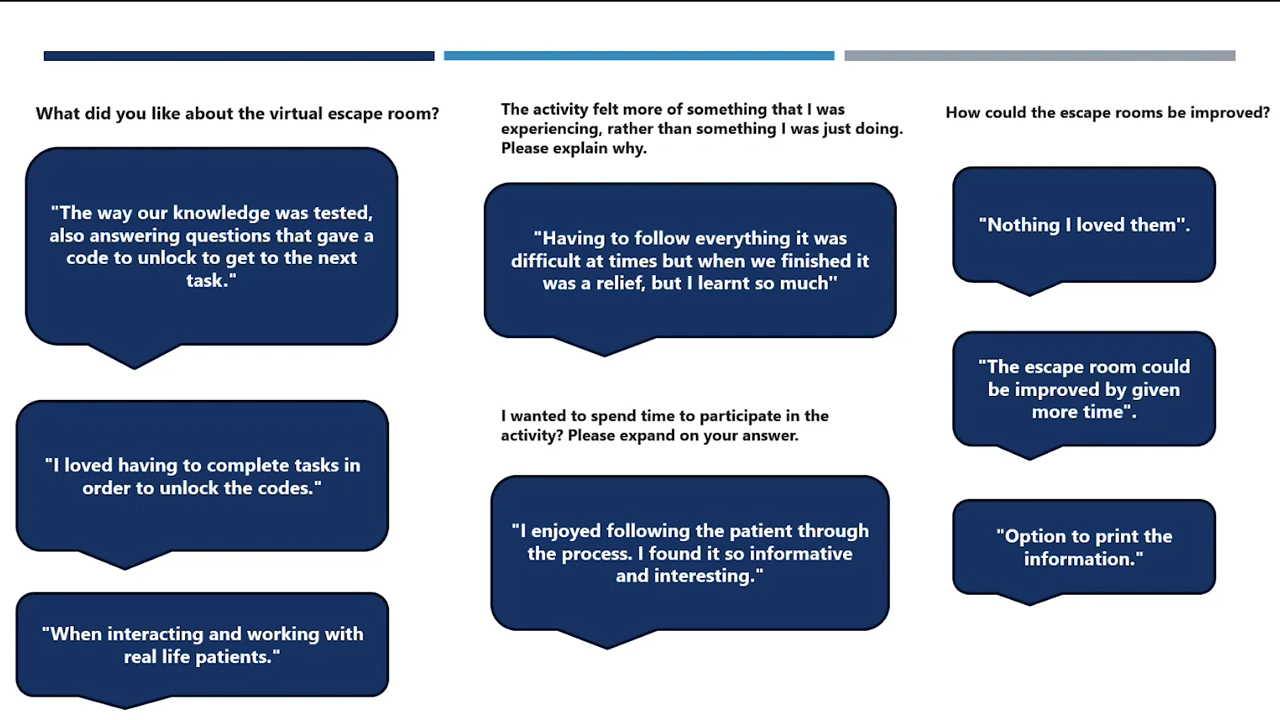 What did you like about the virtual escape room?
"The way our knowledge was tested,
also answering questions that gave a
code to unlock to get to the next
task."
"I loved having to complete tasks in
order to unlock the codes."
"When interacting and working with
real life patients."
The activity felt more of something that I was
experiencing, rather than something I was just doing.
Please explain why.
"Having to follow everything it was
difficult at times but when we finished it
was a relief, but I learnt so much''
I wanted to spend time to participate in the
activity? Please expand on your answer.
"I enjoyed following the patient through
the process. I found it so informative
and interesting."
How could the escape rooms be improved?
"Nothing I loved them''.
"The escape room could
be improved by given
more time".
"Option to print the
information."